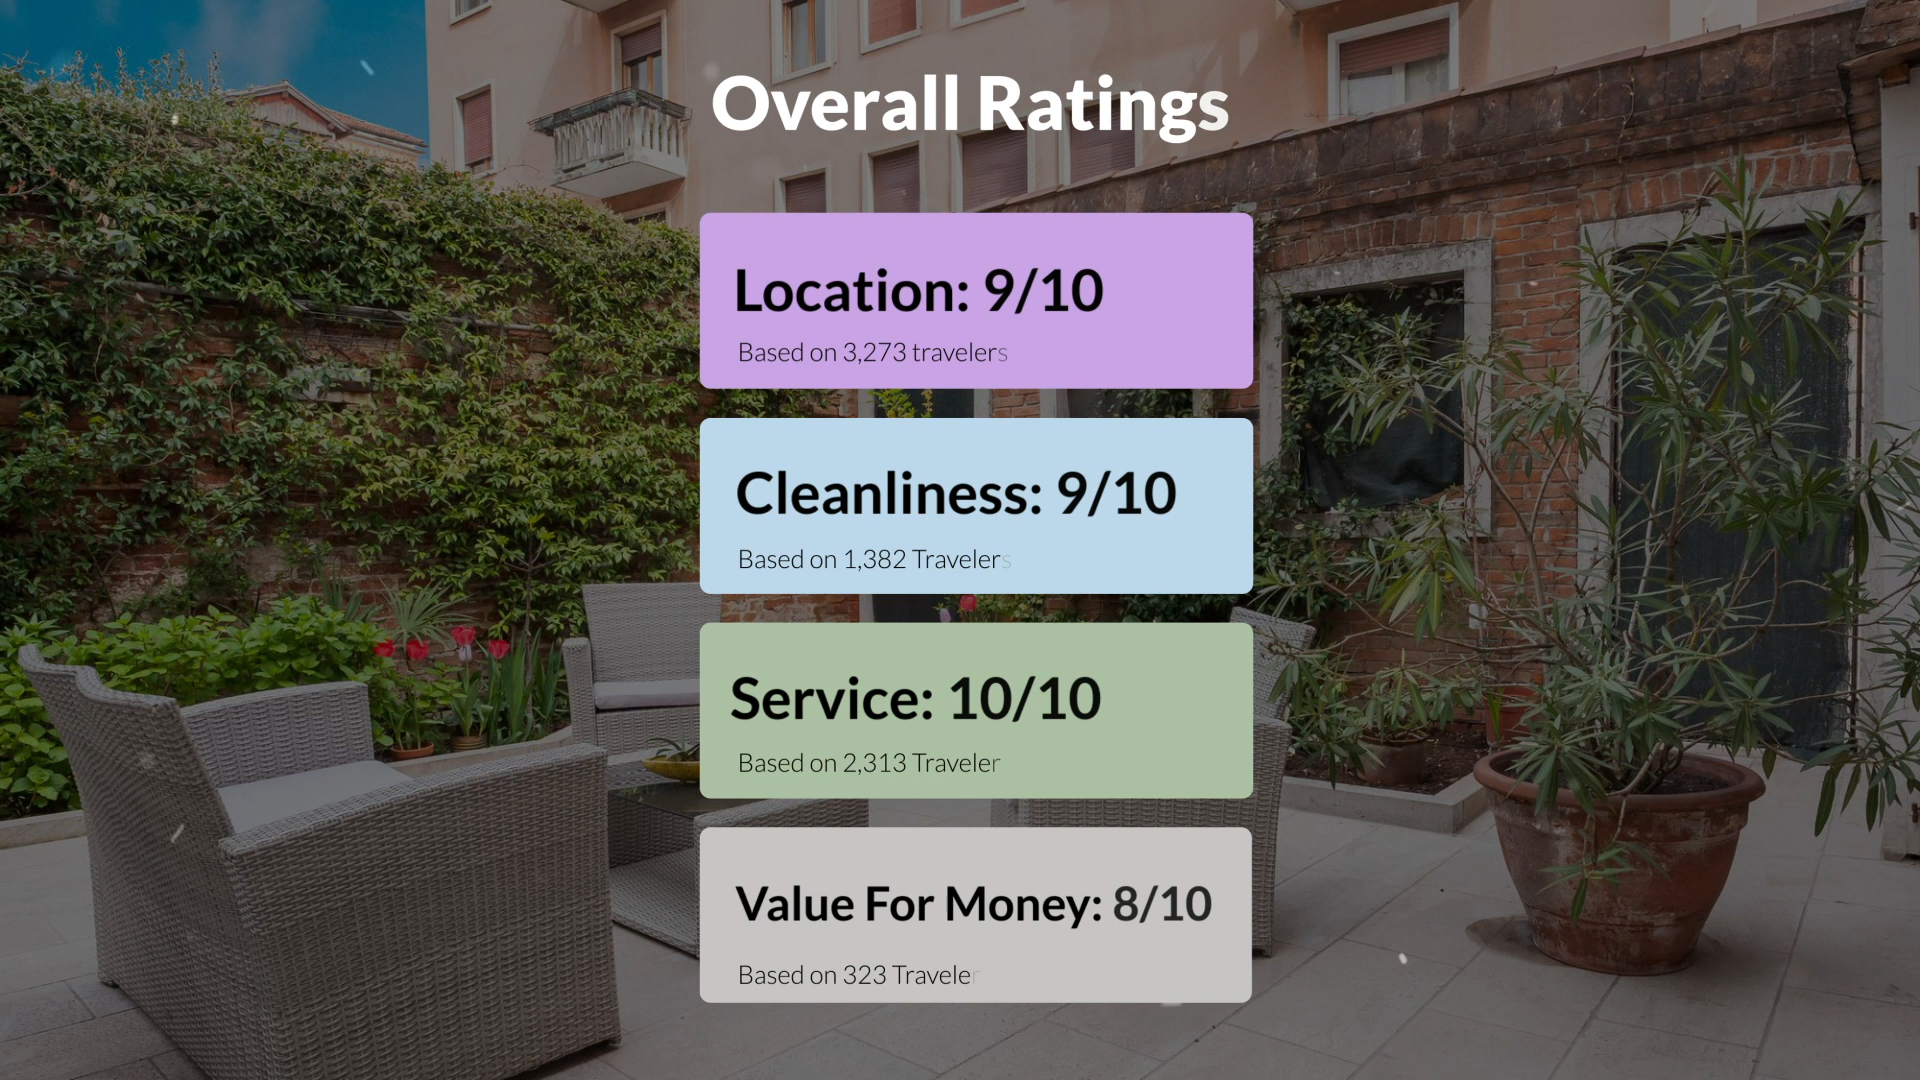 Overall Ratings
Location: 9/10
Based on 3,273 travelers
Cleanliness: 9/10
Based on 1,382 Travelers
Service: 10/10
Based on 2,313 Traveler
Value For Money: 8/10
Based on 323 Traveler